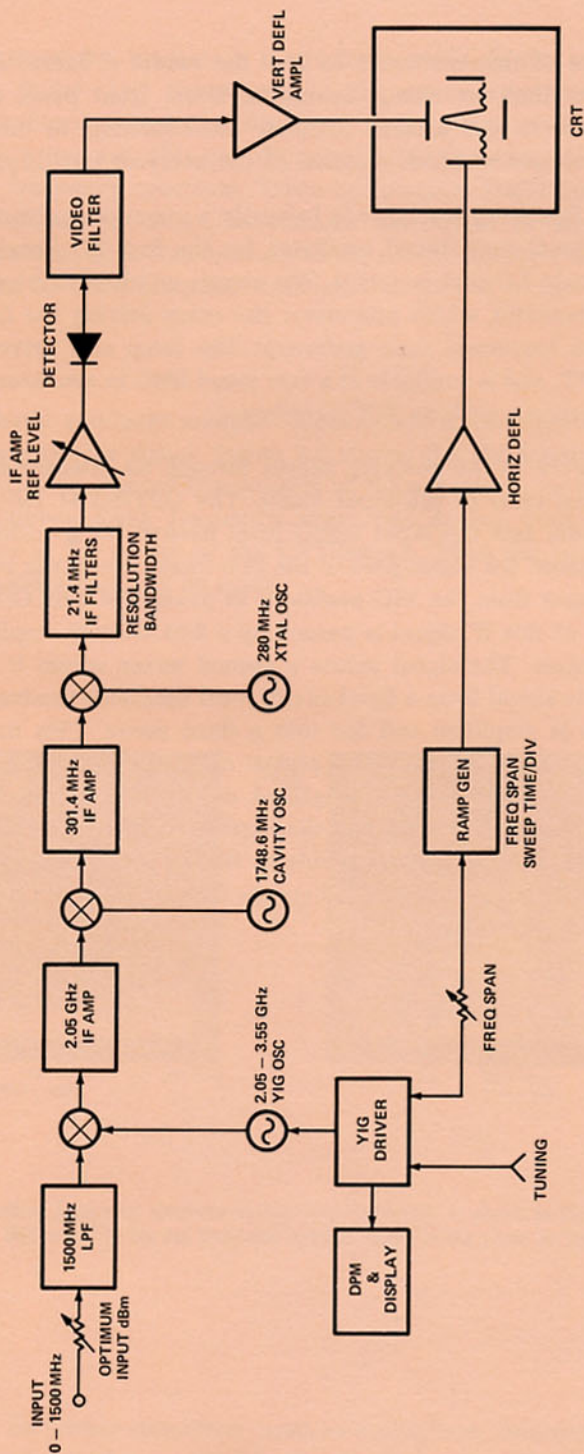 INPUT
0 – 1500 MHz
OPTIMUM
INPUT dBm
1500 MHz
LPF
2.05 GHz
IF AMP
301.4 MHz
IF AMP
21.4 MHz
IF FILTERS
RESOLUTION
BANDWIDTH
IF AMP
REF LEVEL
DETECTOR
VIDEO
FILTER
VERT DEFL
AMPL
2.05 – 3.55 GHz
YIG OSC
1748.6 MHz
CAVITY OSC
280 MHz
XTAL OSC
DPM
&
DISPLAY
YIG
DRIVER
TUNING
FREQ SPAN
RAMP GEN
FREQ SPAN
SWEEP TIME/DIV
HORIZ DEFL
CRT